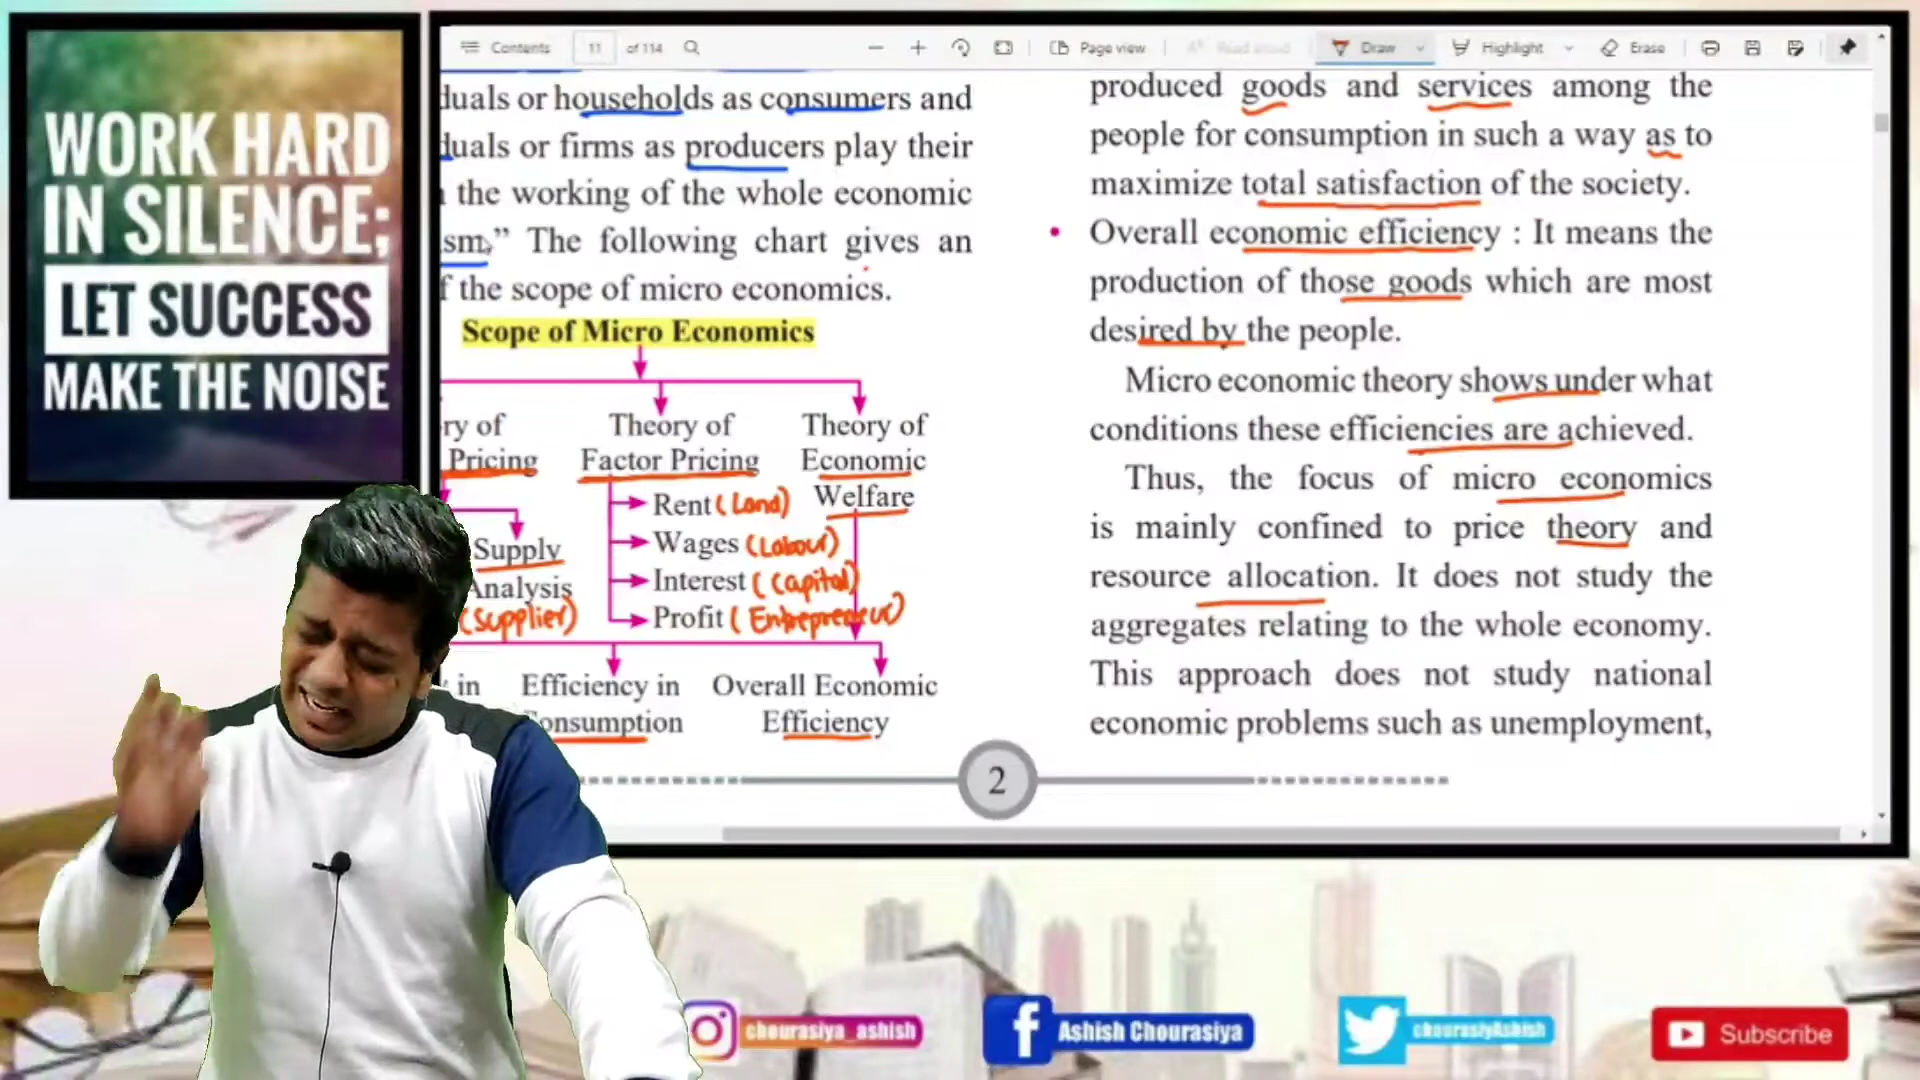 WORK HARD
IN SILENCE;
LET SUCCESS
MAKE THE NOISE
Contents 11 of 114 Page view Read aloud Draw Highlight Erase
duals or households as consumers and
duals or firms as producers play their
the working of the whole economic
sm," The following chart gives an
f the scope of micro economics.
Scope of Micro Economics
ry of
Pricing
Theory of
Factor Pricing
Theory of
Economic
Welfare
Supply
Analysis
(Supplier)
Rent (Land)
Wages (Labour)
Interest (Capital)
Profit (Entrepreneur)
in
Efficiency in
onsumption
Overall Economic
Efficiency
produced goods and services among the
people for consumption in such a way as to
maximize total satisfaction of the society.
• Overall economic efficiency : It means the
production of those goods which are most
desired by the people.
Micro economic theory shows under what
conditions these efficiencies are achieved.
Thus, the focus of micro economics
is mainly confined to price theory and
resource allocation. It does not study the
aggregates relating to the whole economy.
This approach does not study national
economic problems such as unemployment,
2
chourasiya_ashish
Ashish Chourasiya
chourasiyAshish
Subscribe